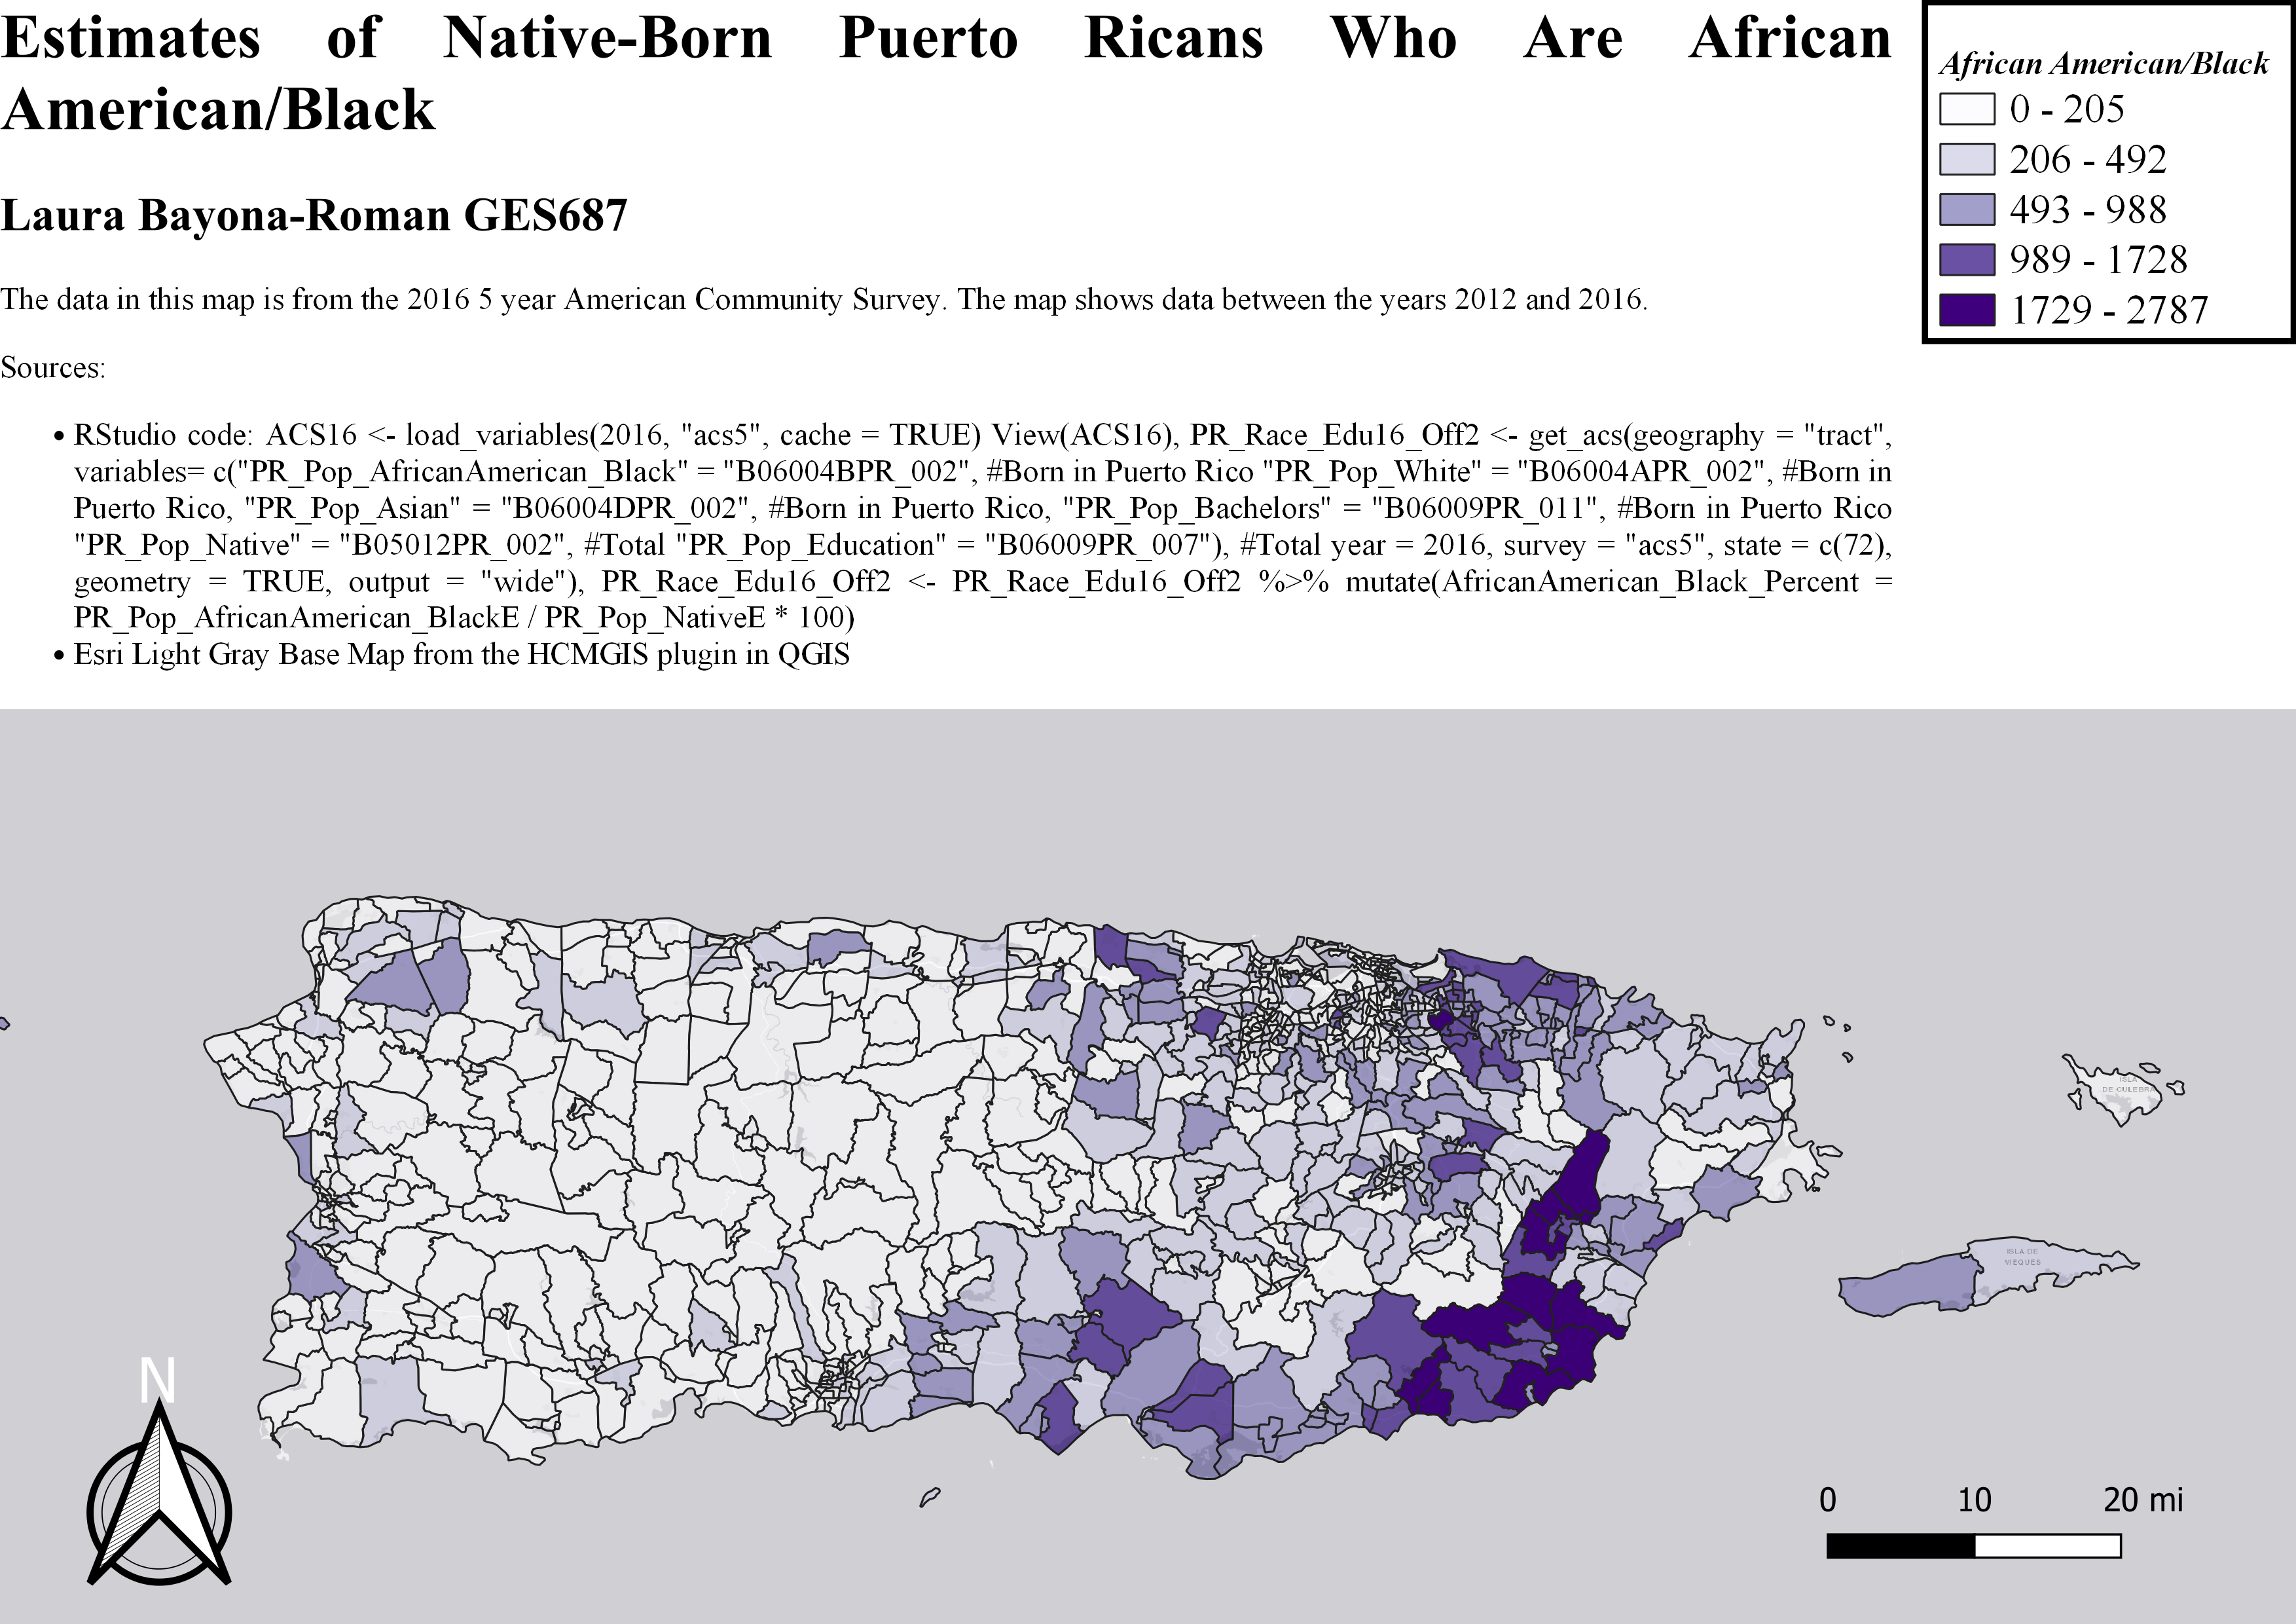 Estimates of Native-Born Puerto Ricans Who Are African
American/Black
Laura Bayona-Roman GES687
The data in this map is from the 2016 5 year American Community Survey. The map shows data between the years 2012 and 2016.
Sources:
• RStudio code: ACS16 <- load_variables(2016, "acs5", cache = TRUE) View(ACS16), PR_Race_Edu16_Off2 <- get_acs(geography = "tract",
variables= c("PR_Pop_AfricanAmerican_Black" = "B06004BPR_002", #Born in Puerto Rico "PR_Pop_White" = "B06004APR_002", #Born in
Puerto Rico, "PR_Pop_Asian" = "B06004DPR_002", #Born in Puerto Rico, "PR_Pop_Bachelors" = "B06009PR_011", #Born in Puerto Rico
"PR_Pop_Native" = "B05012PR_002", #Total "PR_Pop_Education" = "B06009PR_007"), #Total year = 2016, survey = "acs5", state = c(72),
geometry = TRUE, output = "wide"), PR_Race_Edu16_Off2 <- PR_Race_Edu16_Off2 %>% mutate(AfricanAmerican_Black_Percent =
PR_Pop_AfricanAmerican_BlackE / PR_Pop_NativeE * 100)
• Esri Light Gray Base Map from the HCMGIS plugin in QGIS
African American/Black
0 - 205
206 - 492
493 - 988
989 - 1728
1729 - 2787
ISLA
DE CULEBRA
ISLA DE
VIEQUES
N
0 10 20 mi